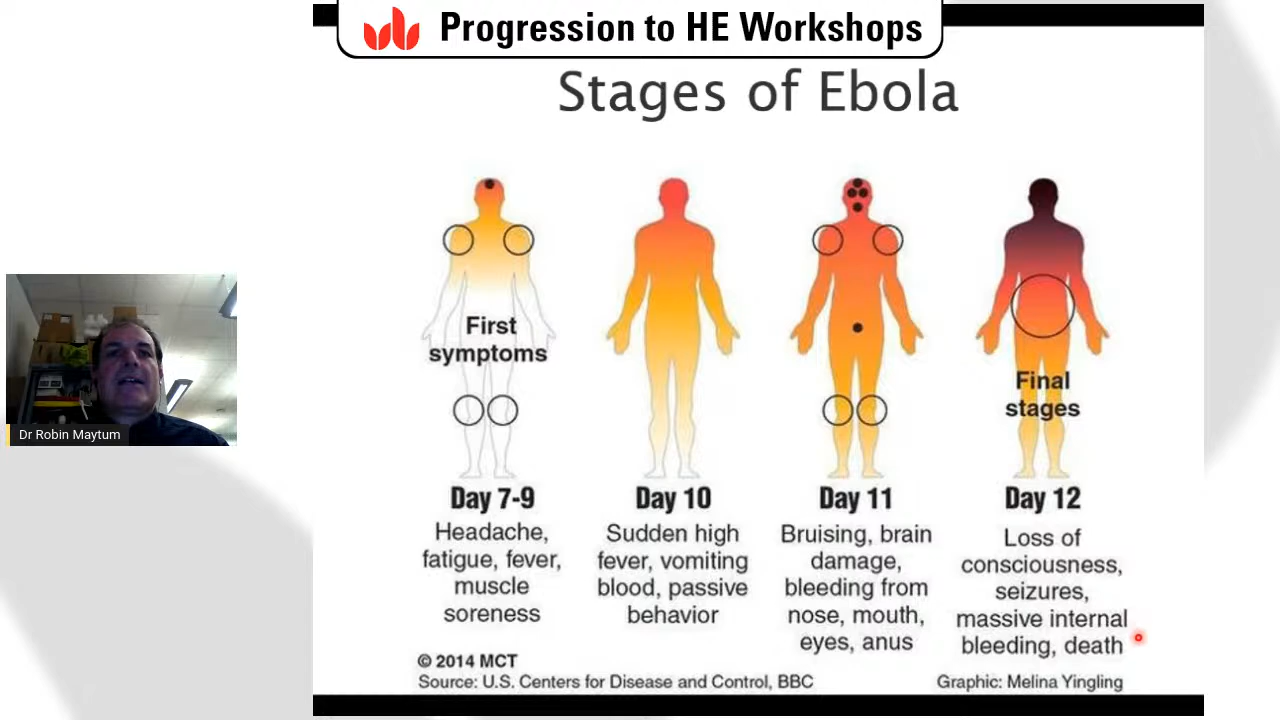 Progression to HE Workshops
Stages of Ebola
First
symptoms
Day 7-9
Headache,
fatigue, fever,
muscle
soreness
Day 10
Sudden high
fever, vomiting
blood, passive
behavior
Day 11
Bruising, brain
damage,
bleeding from
nose, mouth,
eyes, anus
Final
stages
Day 12
Loss of
consciousness,
seizures,
massive internal
bleeding, death
© 2014 MCT
Source: U.S. Centers for Disease and Control, BBC
Graphic: Melina Yingling
Dr Robin Maytum